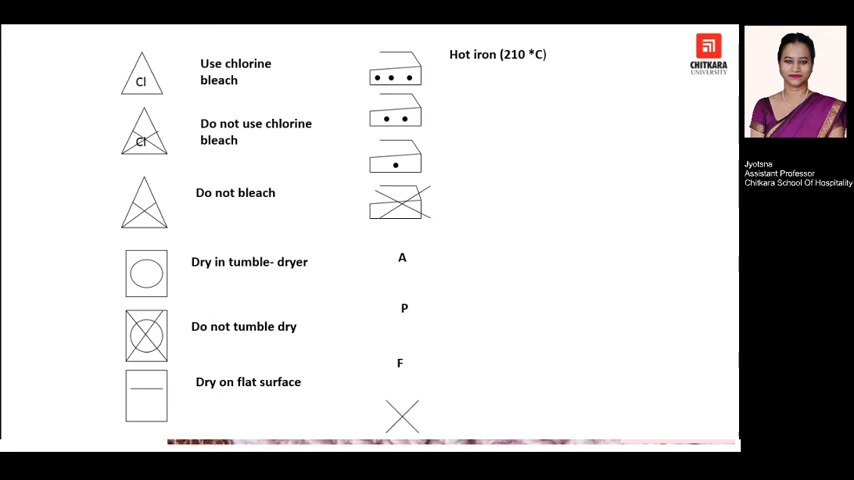 Cl
Use chlorine
bleach
Cl
Do not use chlorine
bleach
Do not bleach
Dry in tumble- dryer
Do not tumble dry
Dry on flat surface
Hot iron (210 *C)
A
P
F
CHITKARA
UNIVERSITY
Jyotsna
Assistant Professor
Chitkara School Of Hospitality